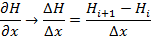 ∂H/∂x → ΔH/Δx = (H_{i+1} − H_i)/Δx